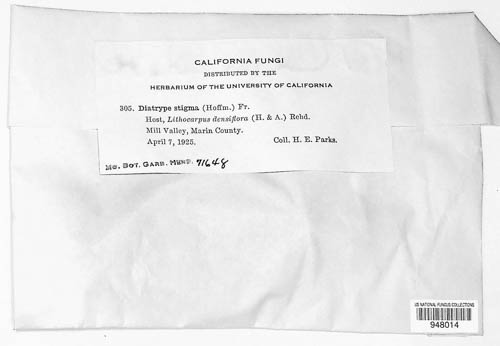 CALIFORNIA FUNGI
DISTRIBUTED BY THE
HERBARIUM OF THE UNIVERSITY OF CALIFORNIA
305. Diatrype stigma (Hoffm.) Fr.
Host, Lithocarpus densiflora (H. & A.) Rehd.
Mill Valley, Marin County.
April 7, 1925. Coll. H. E. Parks.
MO. BOT. GARD. HERB. 71648
US NATIONAL FUNGUS COLLECTIONS
948014